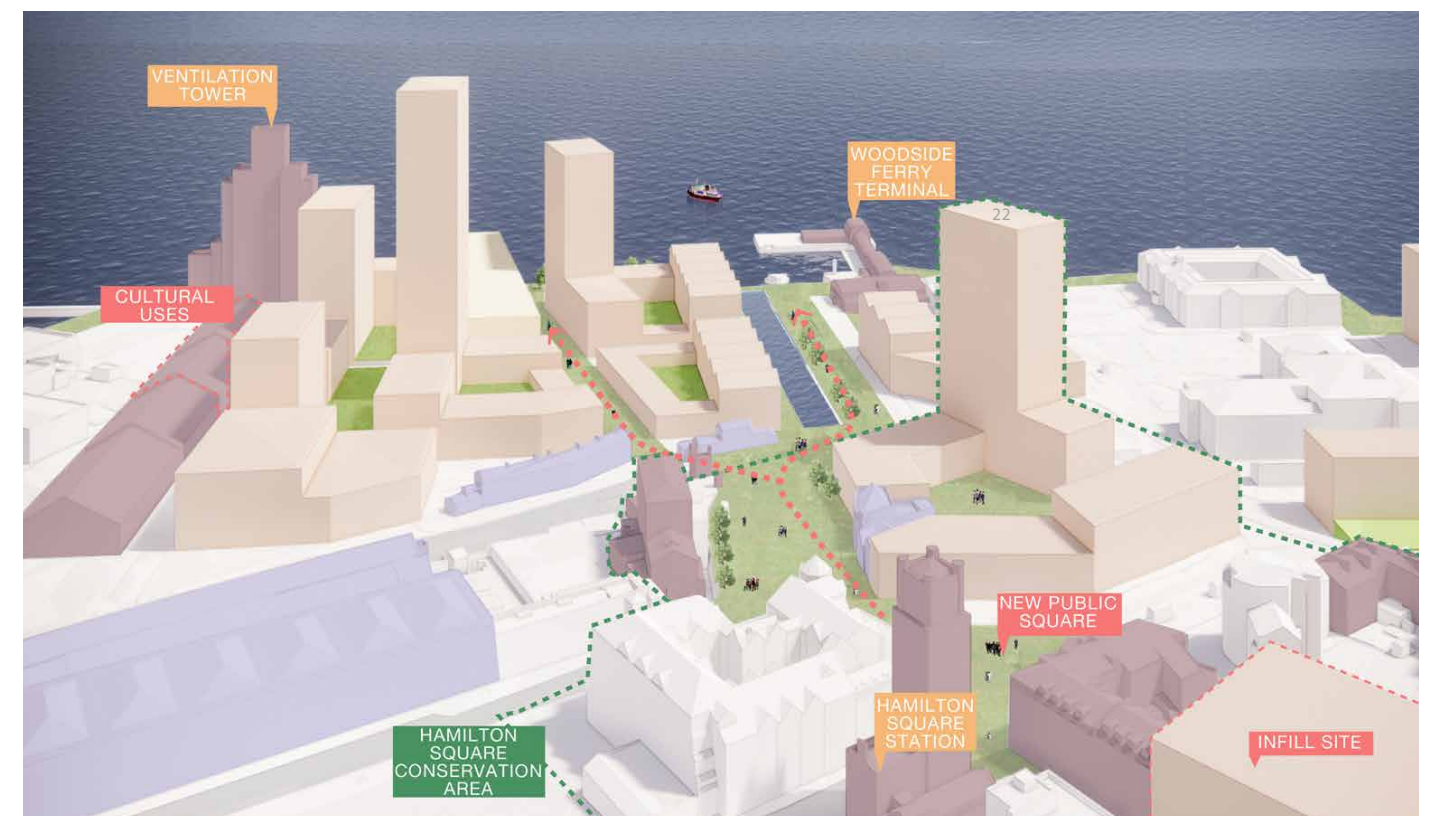 VENTILATION
TOWER
WOODSIDE
FERRY
TERMINAL
22
CULTURAL
USES
NEW PUBLIC
SQUARE
HAMILTON
SQUARE
STATION
HAMILTON
SQUARE
CONSERVATION
AREA
INFILL SITE